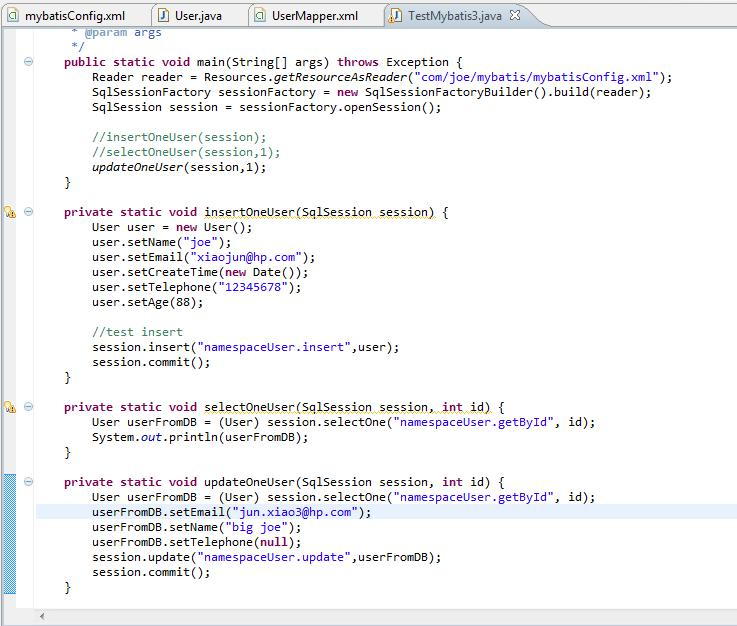 mybatisConfig.xml User.java UserMapper.xml TestMybatis3.java
* @param args
*/
public static void main(String[] args) throws Exception {
Reader reader = Resources.getResourceAsReader("com/joe/mybatis/mybatisConfig.xml");
SqlSessionFactory sessionFactory = new SqlSessionFactoryBuilder().build(reader);
SqlSession session = sessionFactory.openSession();
//insertOneUser(session);
//selectOneUser(session,1);
updateOneUser(session,1);
}
private static void insertOneUser(SqlSession session) {
User user = new User();
user.setName("joe");
user.setEmail("xiaojun@hp.com");
user.setCreateTime(new Date());
user.setTelephone("12345678");
user.setAge(88);
//test insert
session.insert("namespaceUser.insert",user);
session.commit();
}
private static void selectOneUser(SqlSession session, int id) {
User userFromDB = (User) session.selectOne("namespaceUser.getById", id);
System.out.println(userFromDB);
}
private static void updateOneUser(SqlSession session, int id) {
User userFromDB = (User) session.selectOne("namespaceUser.getById", id);
userFromDB.setEmail("jun.xiao3@hp.com");
userFromDB.setName("big joe");
userFromDB.setTelephone(null);
session.update("namespaceUser.update",userFromDB);
session.commit();
}